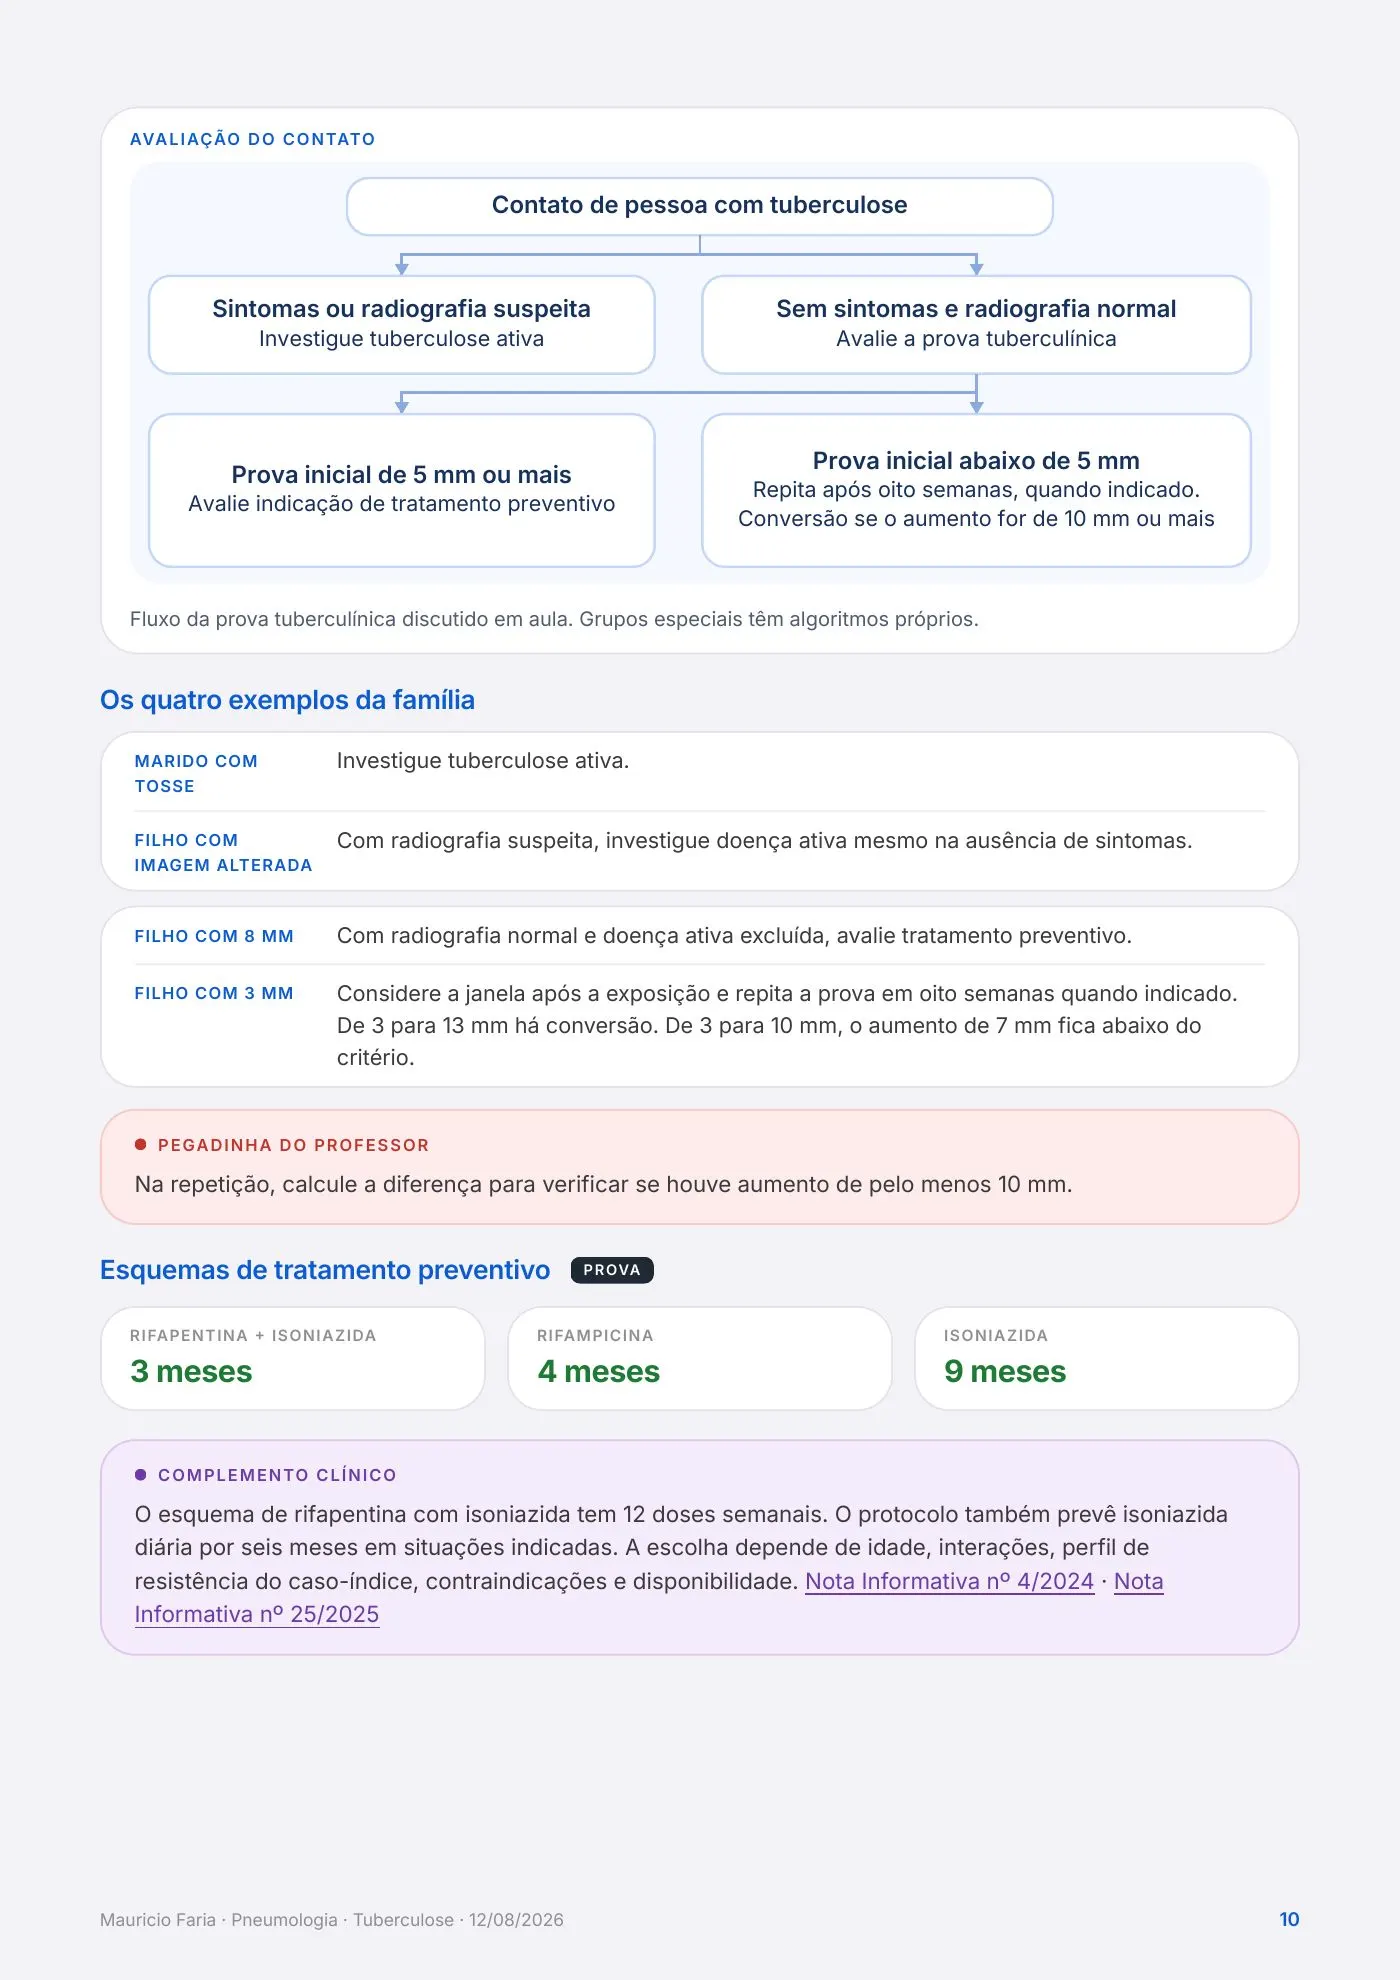 AVALIAÇÃO DO CONTATO
Contato de pessoa com tuberculose
Sintomas ou radiografia suspeita
Investigue tuberculose ativa
Sem sintomas e radiografia normal
Avalie a prova tuberculínica
Prova inicial de 5 mm ou mais
Avalie indicação de tratamento preventivo
Prova inicial abaixo de 5 mm
Repita após oito semanas, quando indicado.
Conversão se o aumento for de 10 mm ou mais
Fluxo da prova tuberculínica discutido em aula. Grupos especiais têm algoritmos próprios.
Os quatro exemplos da família
MARIDO COM
TOSSE
Investigue tuberculose ativa.
FILHO COM
IMAGEM ALTERADA
Com radiografia suspeita, investigue doença ativa mesmo na ausência de sintomas.
FILHO COM 8 MM
Com radiografia normal e doença ativa excluída, avalie tratamento preventivo.
FILHO COM 3 MM
Considere a janela após a exposição e repita a prova em oito semanas quando indicado.
De 3 para 13 mm há conversão. De 3 para 10 mm, o aumento de 7 mm fica abaixo do
critério.
PEGADINHA DO PROFESSOR
Na repetição, calcule a diferença para verificar se houve aumento de pelo menos 10 mm.
Esquemas de tratamento preventivo PROVA
RIFAPENTINA + ISONIAZIDA
3 meses
RIFAMPICINA
4 meses
ISONIAZIDA
9 meses
COMPLEMENTO CLÍNICO
O esquema de rifapentina com isoniazida tem 12 doses semanais. O protocolo também prevê isoniazida
diária por seis meses em situações indicadas. A escolha depende de idade, interações, perfil de
resistência do caso-índice, contraindicações e disponibilidade. Nota Informativa nº 4/2024 · Nota
Informativa nº 25/2025
Mauricio Faria · Pneumologia · Tuberculose · 12/08/2026
10